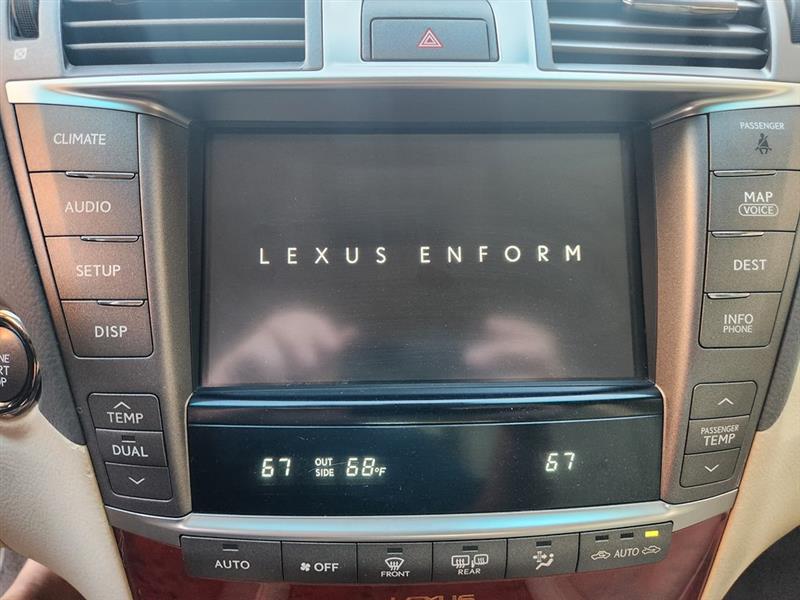 CLIMATE
AUDIO
SETUP
DISP
PASSENGER
MAP
VOICE
DEST
INFO
PHONE
LEXUS ENFORM
TEMP
DUAL
PASSENGER
TEMP
67
OUT
SIDE
68°F
67
AUTO
OFF
FRONT
REAR
AUTO
LEXUS